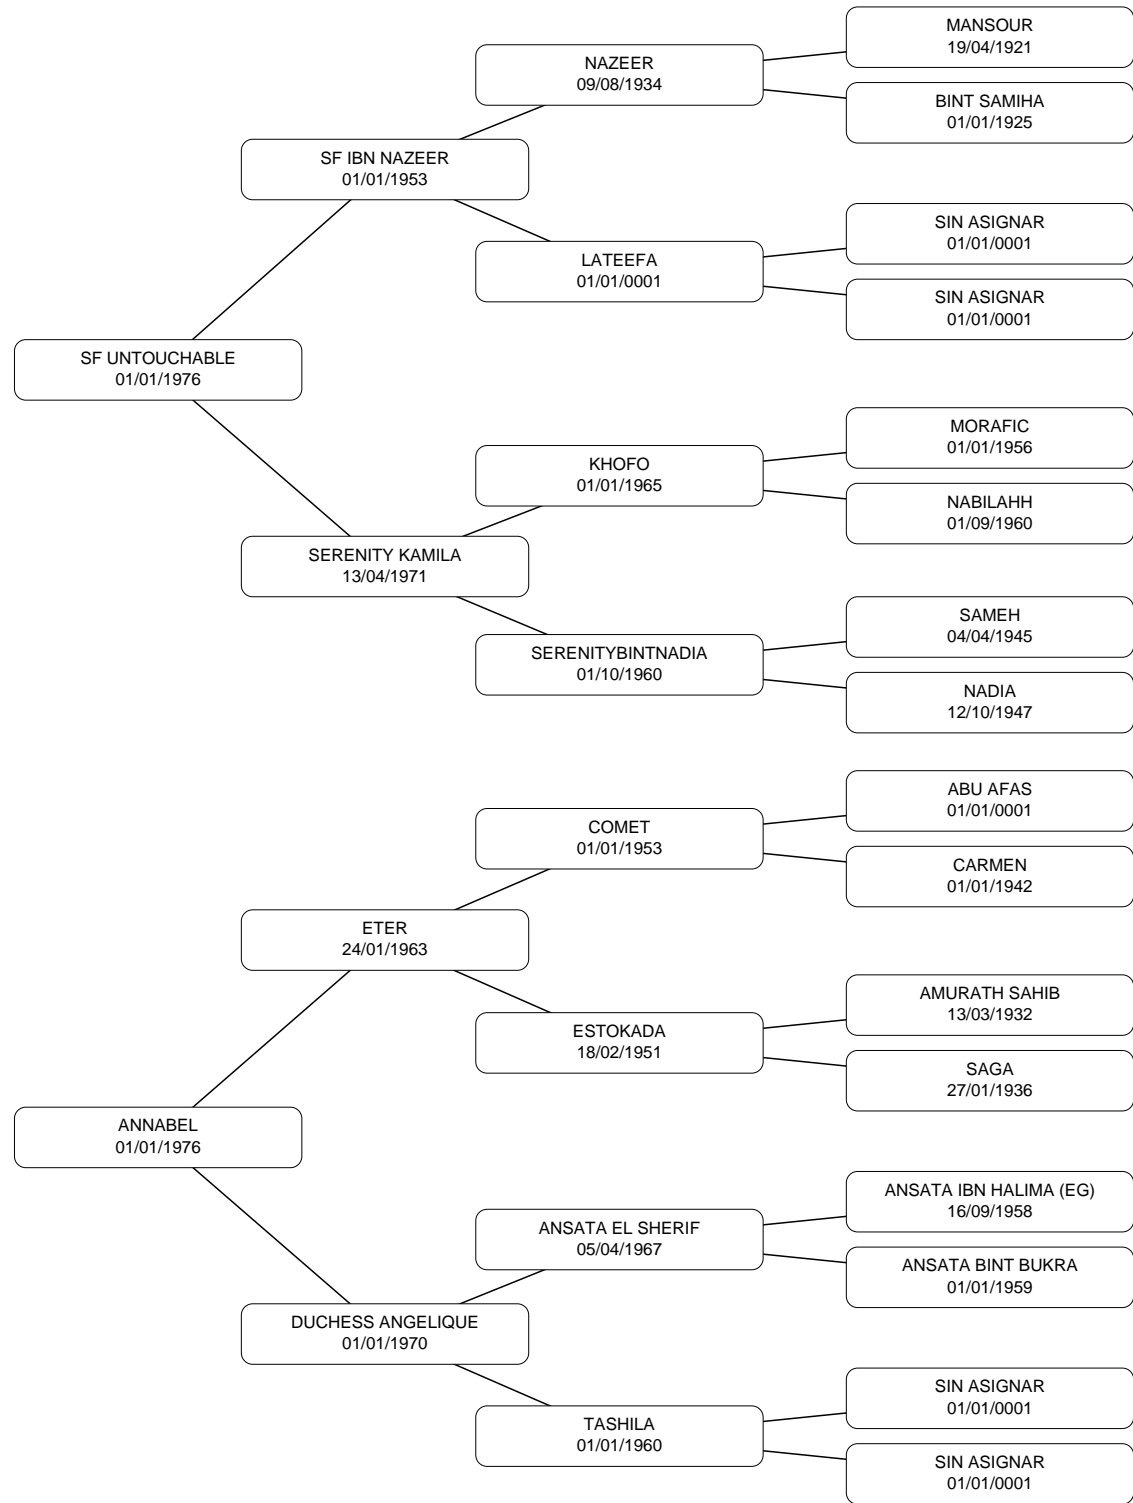 MANSOUR
19/04/1921
NAZEER
09/08/1934
BINT SAMIHA
01/01/1925
SF IBN NAZEER
01/01/1953
SIN ASIGNAR
01/01/0001
LATEEFA
01/01/0001
SIN ASIGNAR
01/01/0001
SF UNTOUCHABLE
01/01/1976
MORAFIC
01/01/1956
KHOFO
01/01/1965
NABILAHH
01/09/1960
SERENITY KAMILA
13/04/1971
SAMEH
04/04/1945
SERENITYBINTNADIA
01/10/1960
NADIA
12/10/1947
ABU AFAS
01/01/0001
COMET
01/01/1953
CARMEN
01/01/1942
ETER
24/01/1963
AMURATH SAHIB
13/03/1932
ESTOKADA
18/02/1951
SAGA
27/01/1936
ANNABEL
01/01/1976
ANSATA IBN HALIMA (EG)
16/09/1958
ANSATA EL SHERIF
05/04/1967
ANSATA BINT BUKRA
01/01/1959
DUCHESS ANGELIQUE
01/01/1970
SIN ASIGNAR
01/01/0001
TASHILA
01/01/1960
SIN ASIGNAR
01/01/0001